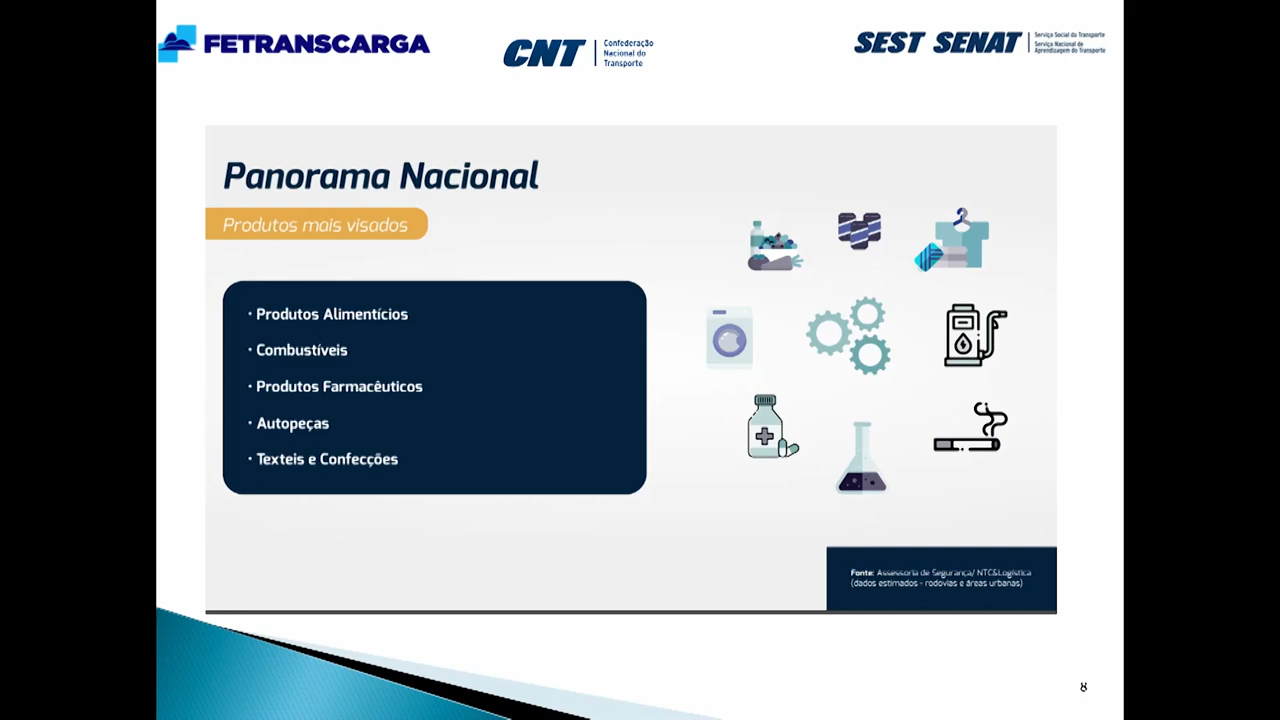 FETRANSCARGA
CNT
Confederação
Nacional do
Transporte
SEST SENAT
Serviço Social do Transporte
Serviço Nacional de
Aprendizagem do Transporte
Panorama Nacional
Produtos mais visados
• Produtos Alimentícios
• Combustíveis
• Produtos Farmacêuticos
• Autopeças
• Texteis e Confecções
Fonte: Assessoria de Segurança/ NTC&Logística
(dados estimados - rodovias e áreas urbanas)
8